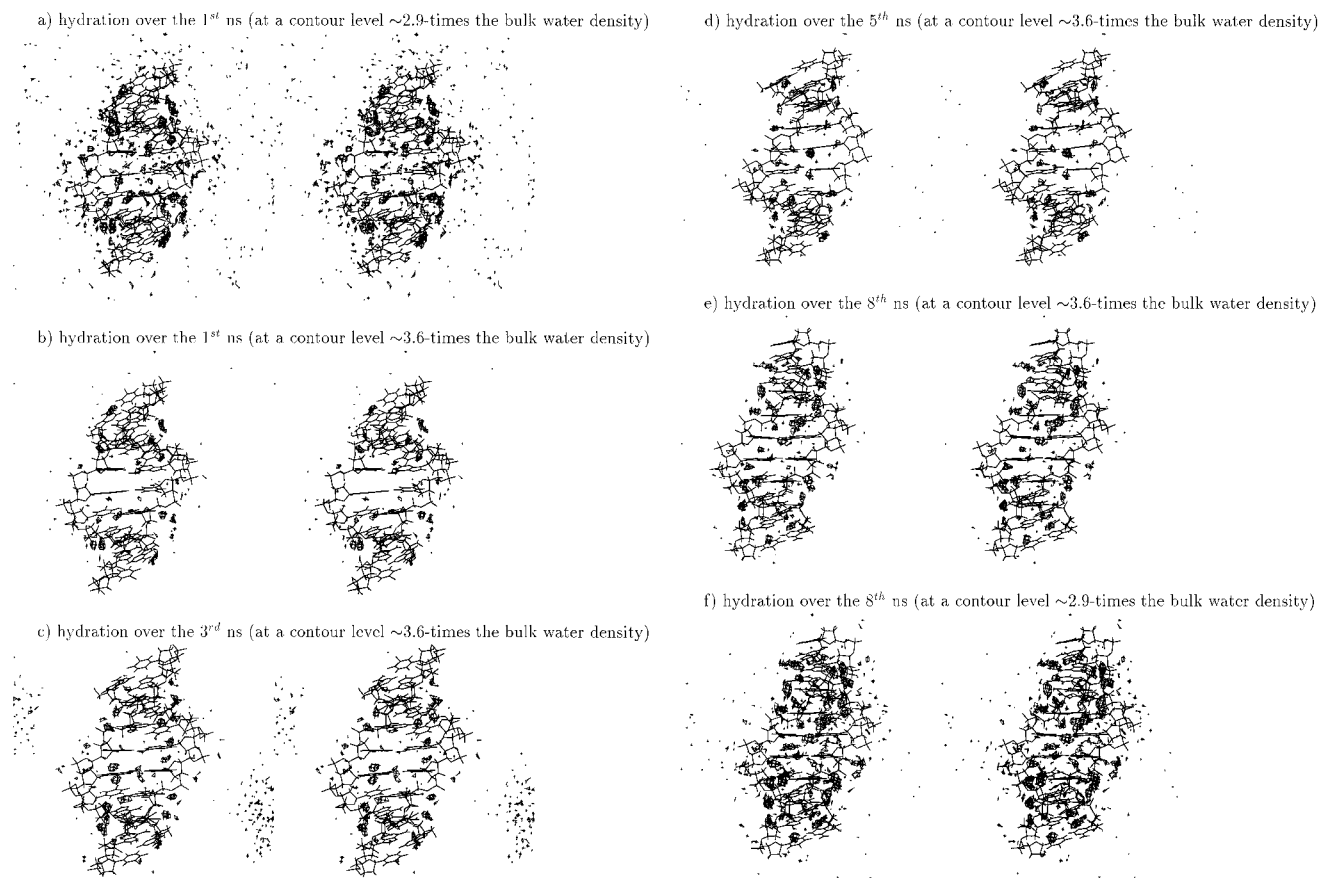 a) hydration over the 1st ns (at a contour level ~2.9-times the bulk water density)
b) hydration over the 1st ns (at a contour level ~3.6-times the bulk water density)
c) hydration over the 3rd ns (at a contour level ~3.6-times the bulk water density)
d) hydration over the 5th ns (at a contour level ~3.6-times the bulk water density)
e) hydration over the 8th ns (at a contour level ~3.6-times the bulk water density)
f) hydration over the 8th ns (at a contour level ~2.9-times the bulk water density)